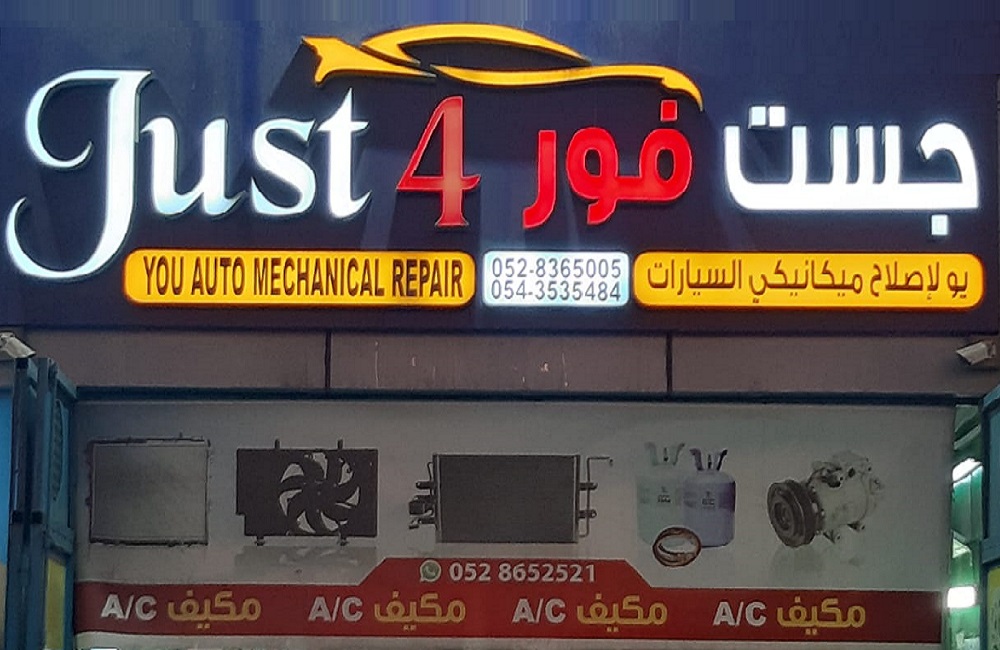 Just 4 جست فور
YOU AUTO MECHANICAL REPAIR
052-8365005
054-3535484
يو لإصلاح ميكانيكي السيارات
052 8652521
A/C مكيف A/C مكيف A/C مكيف A/C مكيف